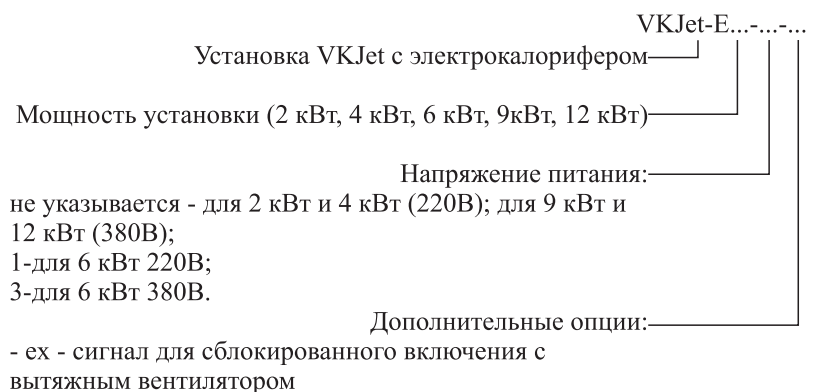 VKJet-E...-...-...
Установка VKJet с электрокалорифером
Мощность установки (2 кВт, 4 кВт, 6 кВт, 9кВт, 12 кВт)
Напряжение питания:
не указывается - для 2 кВт и 4 кВт (220В); для 9 кВт и
12 кВт (380В);
1-для 6 кВт 220В;
3-для 6 кВт 380В.
Дополнительные опции:
- ex - сигнал для сблокированного включения с
вытяжным вентилятором